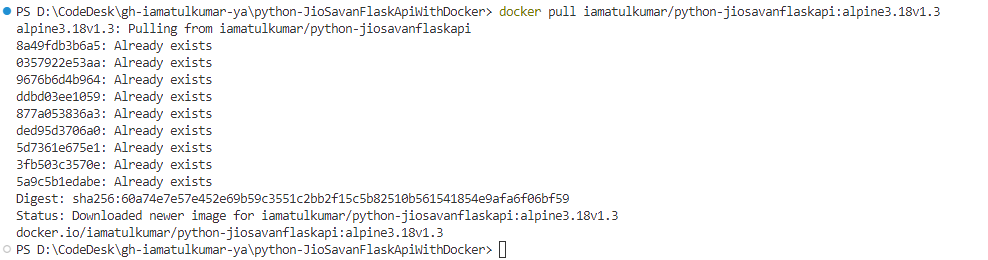 PS D:\CodeDesk\gh-iamatulkumar-ya\python-JioSavanFlaskApiWithDocker> docker pull iamatulkumar/python-jiosavanflaskapi:alpine3.18v1.3
alpine3.18v1.3: Pulling from iamatulkumar/python-jiosavanflaskapi
8a49fdb3b6a5: Already exists
0357922e53aa: Already exists
9676b6d4b964: Already exists
ddbd03ee1059: Already exists
877a053836a3: Already exists
ded95d3706a0: Already exists
5d7361e675e1: Already exists
3fb503c3570e: Already exists
5a9c5b1edabe: Already exists
Digest: sha256:60a74e7e57e452e69b59c3551c2bb2f15c5b82510b561541854e9afa6f06bf59
Status: Downloaded newer image for iamatulkumar/python-jiosavanflaskapi:alpine3.18v1.3
docker.io/iamatulkumar/python-jiosavanflaskapi:alpine3.18v1.3
PS D:\CodeDesk\gh-iamatulkumar-ya\python-JioSavanFlaskApiWithDocker>